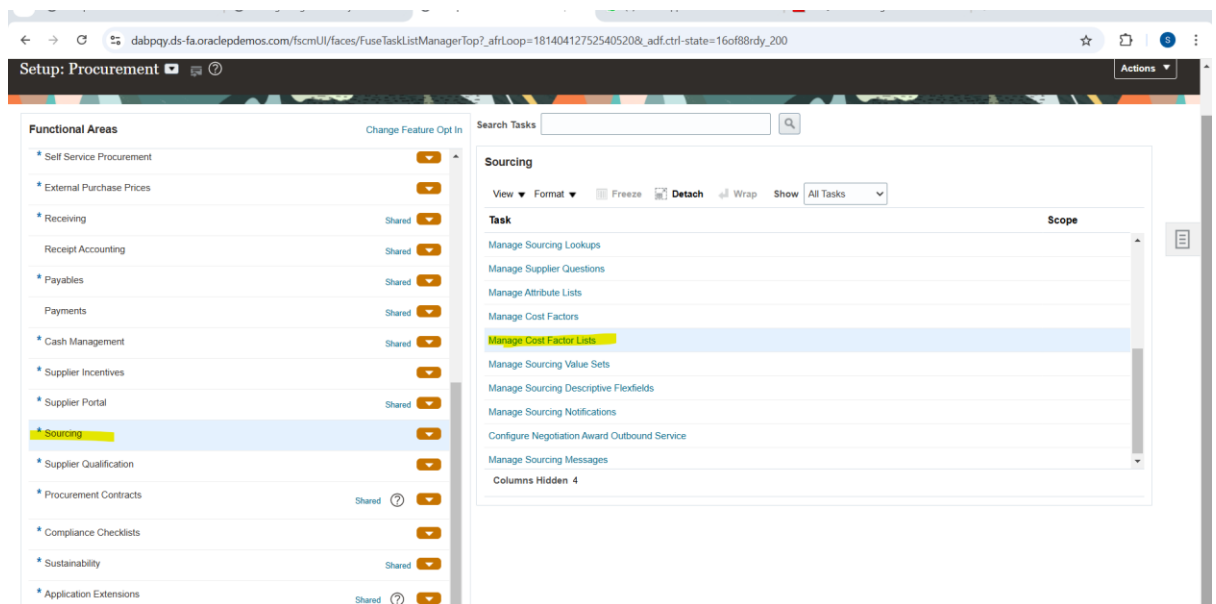 dabpqy.ds-fa.oraclepdemos.com/fscmUI/faces/FuseTaskListManagerTop?_afrLoop=18140412752540520&_adf.ctrl-state=16of88rdy_200
S
Setup: Procurement
Actions
Functional Areas
Change Feature Opt In
* Self Service Procurement
* External Purchase Prices
* Receiving
Shared
Receipt Accounting
Shared
* Payables
Shared
Payments
Shared
* Cash Management
Shared
* Supplier Incentives
* Supplier Portal
Shared
* Sourcing
* Supplier Qualification
* Procurement Contracts
Shared
* Compliance Checklists
* Sustainability
Shared
* Application Extensions
Shared
Search Tasks
Sourcing
View Format Freeze Detach Wrap Show All Tasks
Task Scope
Manage Sourcing Lookups
Manage Supplier Questions
Manage Attribute Lists
Manage Cost Factors
Manage Cost Factor Lists
Manage Sourcing Value Sets
Manage Sourcing Descriptive Flexfields
Manage Sourcing Notifications
Configure Negotiation Award Outbound Service
Manage Sourcing Messages
Columns Hidden 4